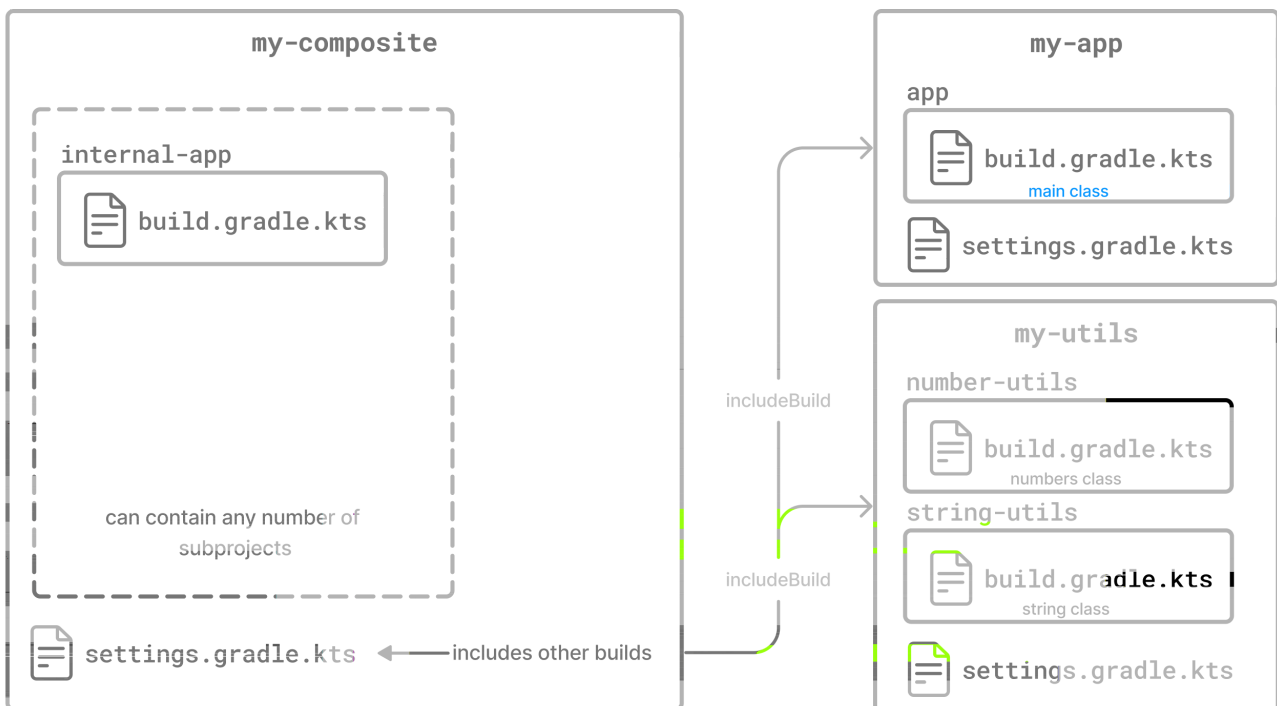 my-composite
internal-app
build.gradle.kts
can contain any number of
subprojects
settings.gradle.kts
includes other builds
includeBuild
includeBuild
my-app
app
build.gradle.kts
main class
settings.gradle.kts
my-utils
number-utils
build.gradle.kts
numbers class
string-utils
build.gradle.kts
string class
settings.gradle.kts